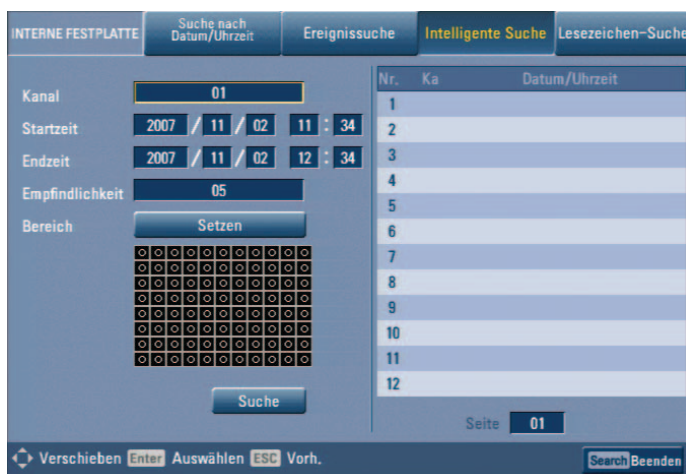 INTERNE FESTPLATTE
Suche nach
Datum/Uhrzeit
Ereignissuche
Intelligente Suche
Lesezeichen-Suche
Kanal 01
Startzeit 2007 / 11 / 02 11 : 34
Endzeit 2007 / 11 / 02 12 : 34
Empfindlichkeit 05
Bereich Setzen
Suche
Nr. Ka Datum/Uhrzeit
1
2
3
4
5
6
7
8
9
10
11
12
Seite 01
Verschieben Enter Auswählen ESC Vorh.
Search Beenden